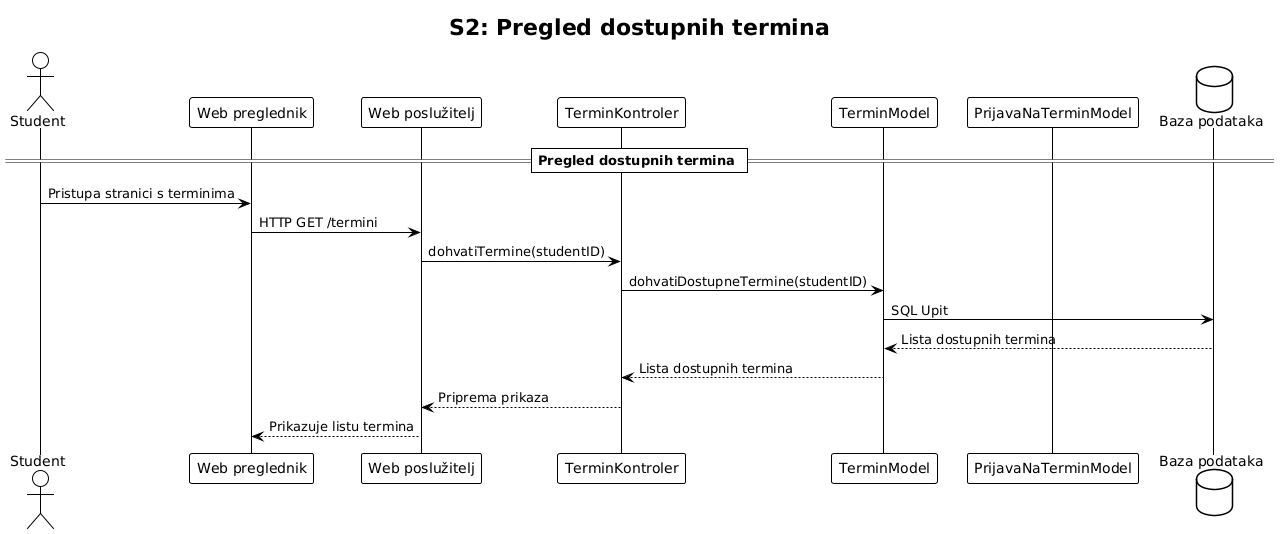 S2: Pregled dostupnih termina
Student
Web preglednik
Web poslužitelj
TerminKontroler
TerminModel
PrijavaNaTerminModel
Baza podataka
Pregled dostupnih termina
Pristupa stranici s terminima
HTTP GET /termini
dohvatiTermine(studentID)
dohvatiDostupneTermine(studentID)
SQL Upit
Lista dostupnih termina
Lista dostupnih termina
Priprema prikaza
Prikazuje listu termina
Student
Web preglednik
Web poslužitelj
TerminKontroler
TerminModel
PrijavaNaTerminModel
Baza podataka